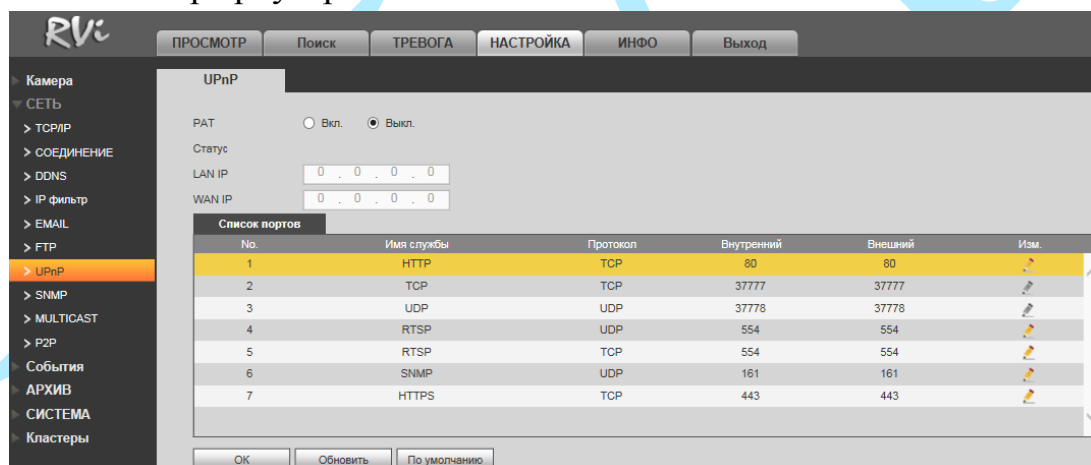 RVi
ПРОСМОТР Поиск ТРЕВОГА НАСТРОЙКА ИНФО Выход
Камера
СЕТЬ
> TCP/IP
> СОЕДИНЕНИЕ
> DDNS
> IP фильтр
> EMAIL
> FTP
> UPnP
> SNMP
> MULTICAST
> P2P
События
АРХИВ
СИСТЕМА
Кластеры
UPnP
PAT Вкл. Выкл.
Статус
LAN IP 0 . 0 . 0 . 0
WAN IP 0 . 0 . 0 . 0
Список портов
No. Имя службы Протокол Внутренний Внешний Изм.
1 HTTP TCP 80 80
2 TCP TCP 37777 37777
3 UDP UDP 37778 37778
4 RTSP UDP 554 554
5 RTSP TCP 554 554
6 SNMP UDP 161 161
7 HTTPS TCP 443 443
OK Обновить По умолчанию